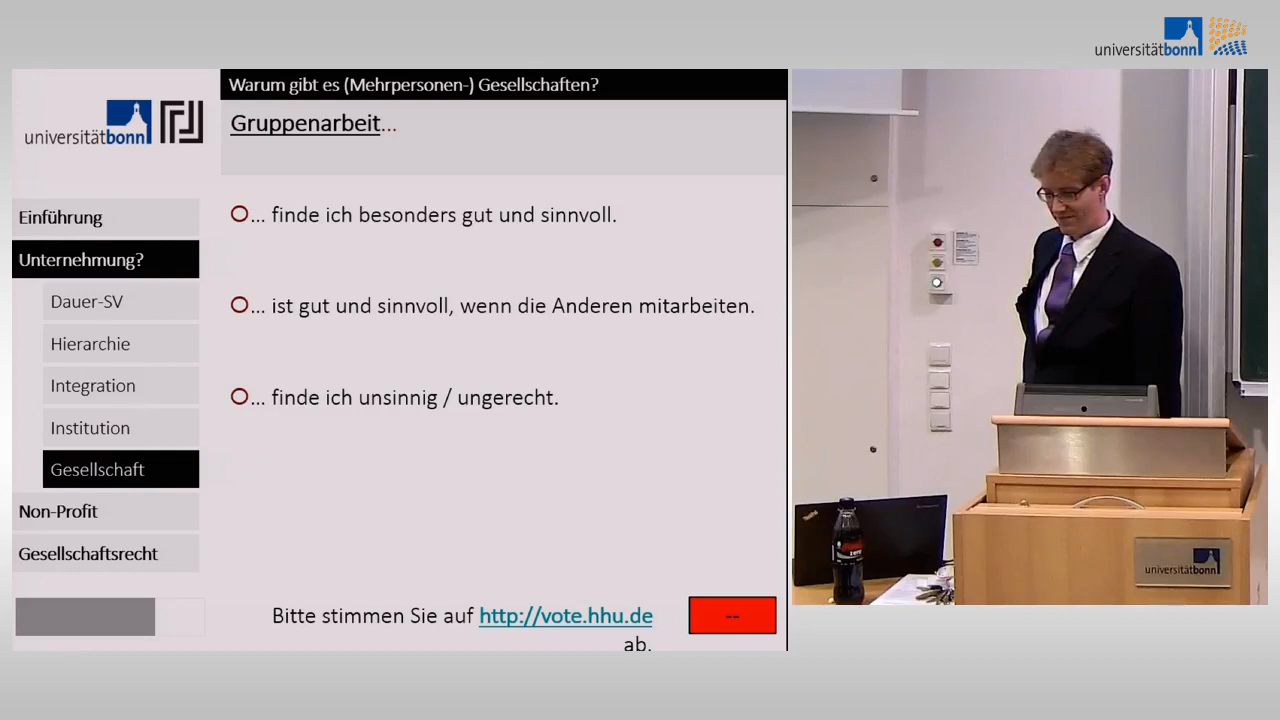 universitätbonn
Warum gibt es (Mehrpersonen-) Gesellschaften?
universitätbonn
Gruppenarbeit...
Einführung
Unternehmung?
Dauer-SV
Hierarchie
Integration
Institution
Gesellschaft
Non-Profit
Gesellschaftsrecht
... finde ich besonders gut und sinnvoll.
... ist gut und sinnvoll, wenn die Anderen mitarbeiten.
... finde ich unsinnig / ungerecht.
Bitte stimmen Sie auf http://vote.hhu.de
ab.
--
zero
universitätbonn